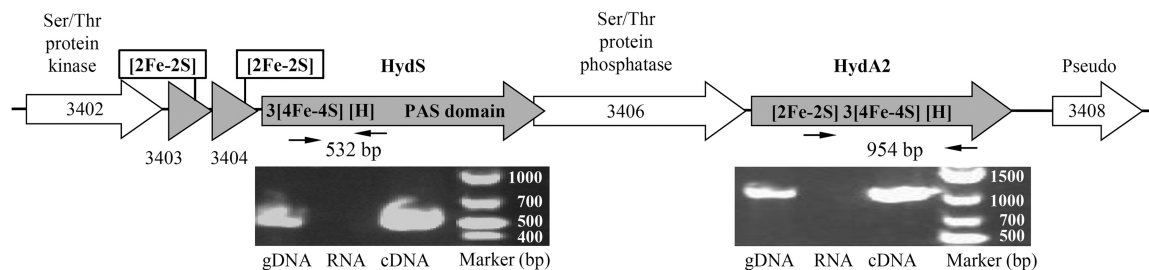 Ser/Thr
protein
kinase
[2Fe-2S]
[2Fe-2S]
HydS
Ser/Thr
protein
phosphatase
HydA2
Pseudo
3402
3[4Fe-4S] [H]
PAS domain
3406
[2Fe-2S] 3[4Fe-4S] [H]
3408
3403
3404
532 bp
954 bp
1000
700
500
400
1500
1000
700
500
gDNA RNA cDNA Marker (bp)
gDNA RNA cDNA Marker (bp)